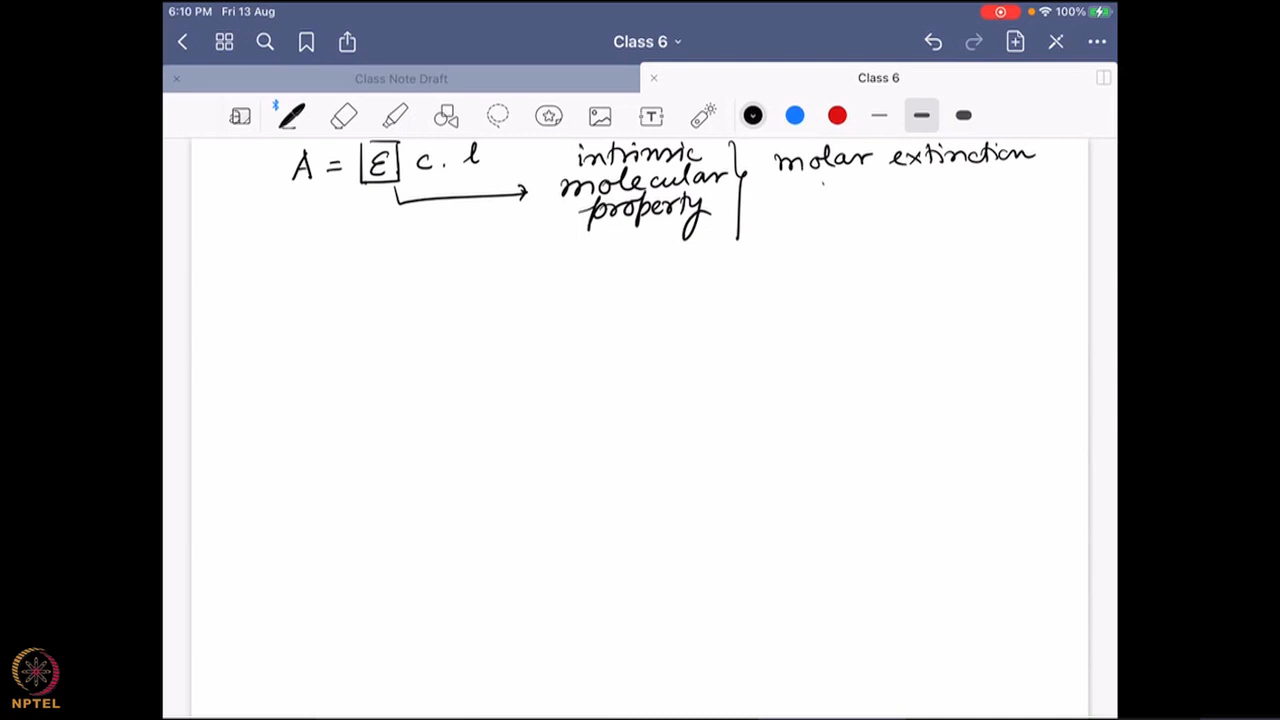 6:10 PM Fri 13 Aug
100%
Class 6
Class Note Draft
Class 6
T
A = ε c. l
intrinsic
molecular
property
molar extinction
NPTEL